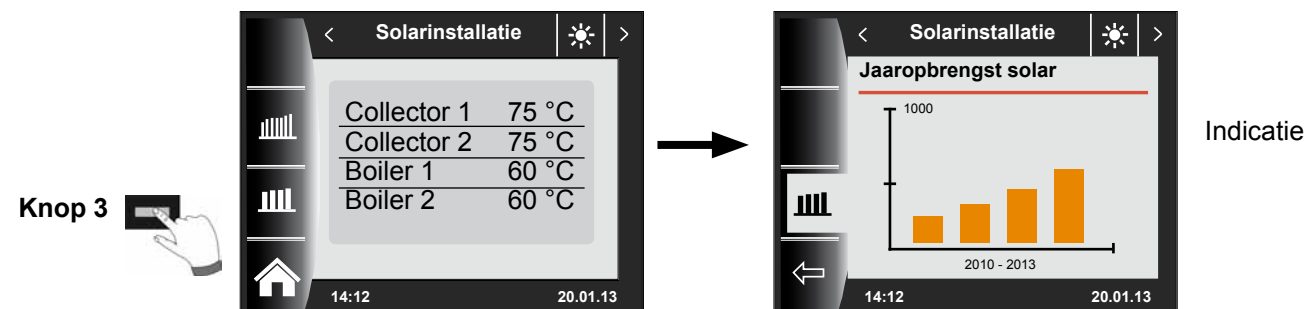 Knop 3
< Solarinstallatie >
Collector 1 75 °C
Collector 2 75 °C
Boiler 1 60 °C
Boiler 2 60 °C
14:12 20.01.13
< Solarinstallatie >
Jaaropbrengst solar
1000
2010 - 2013
14:12 20.01.13
Indicatie